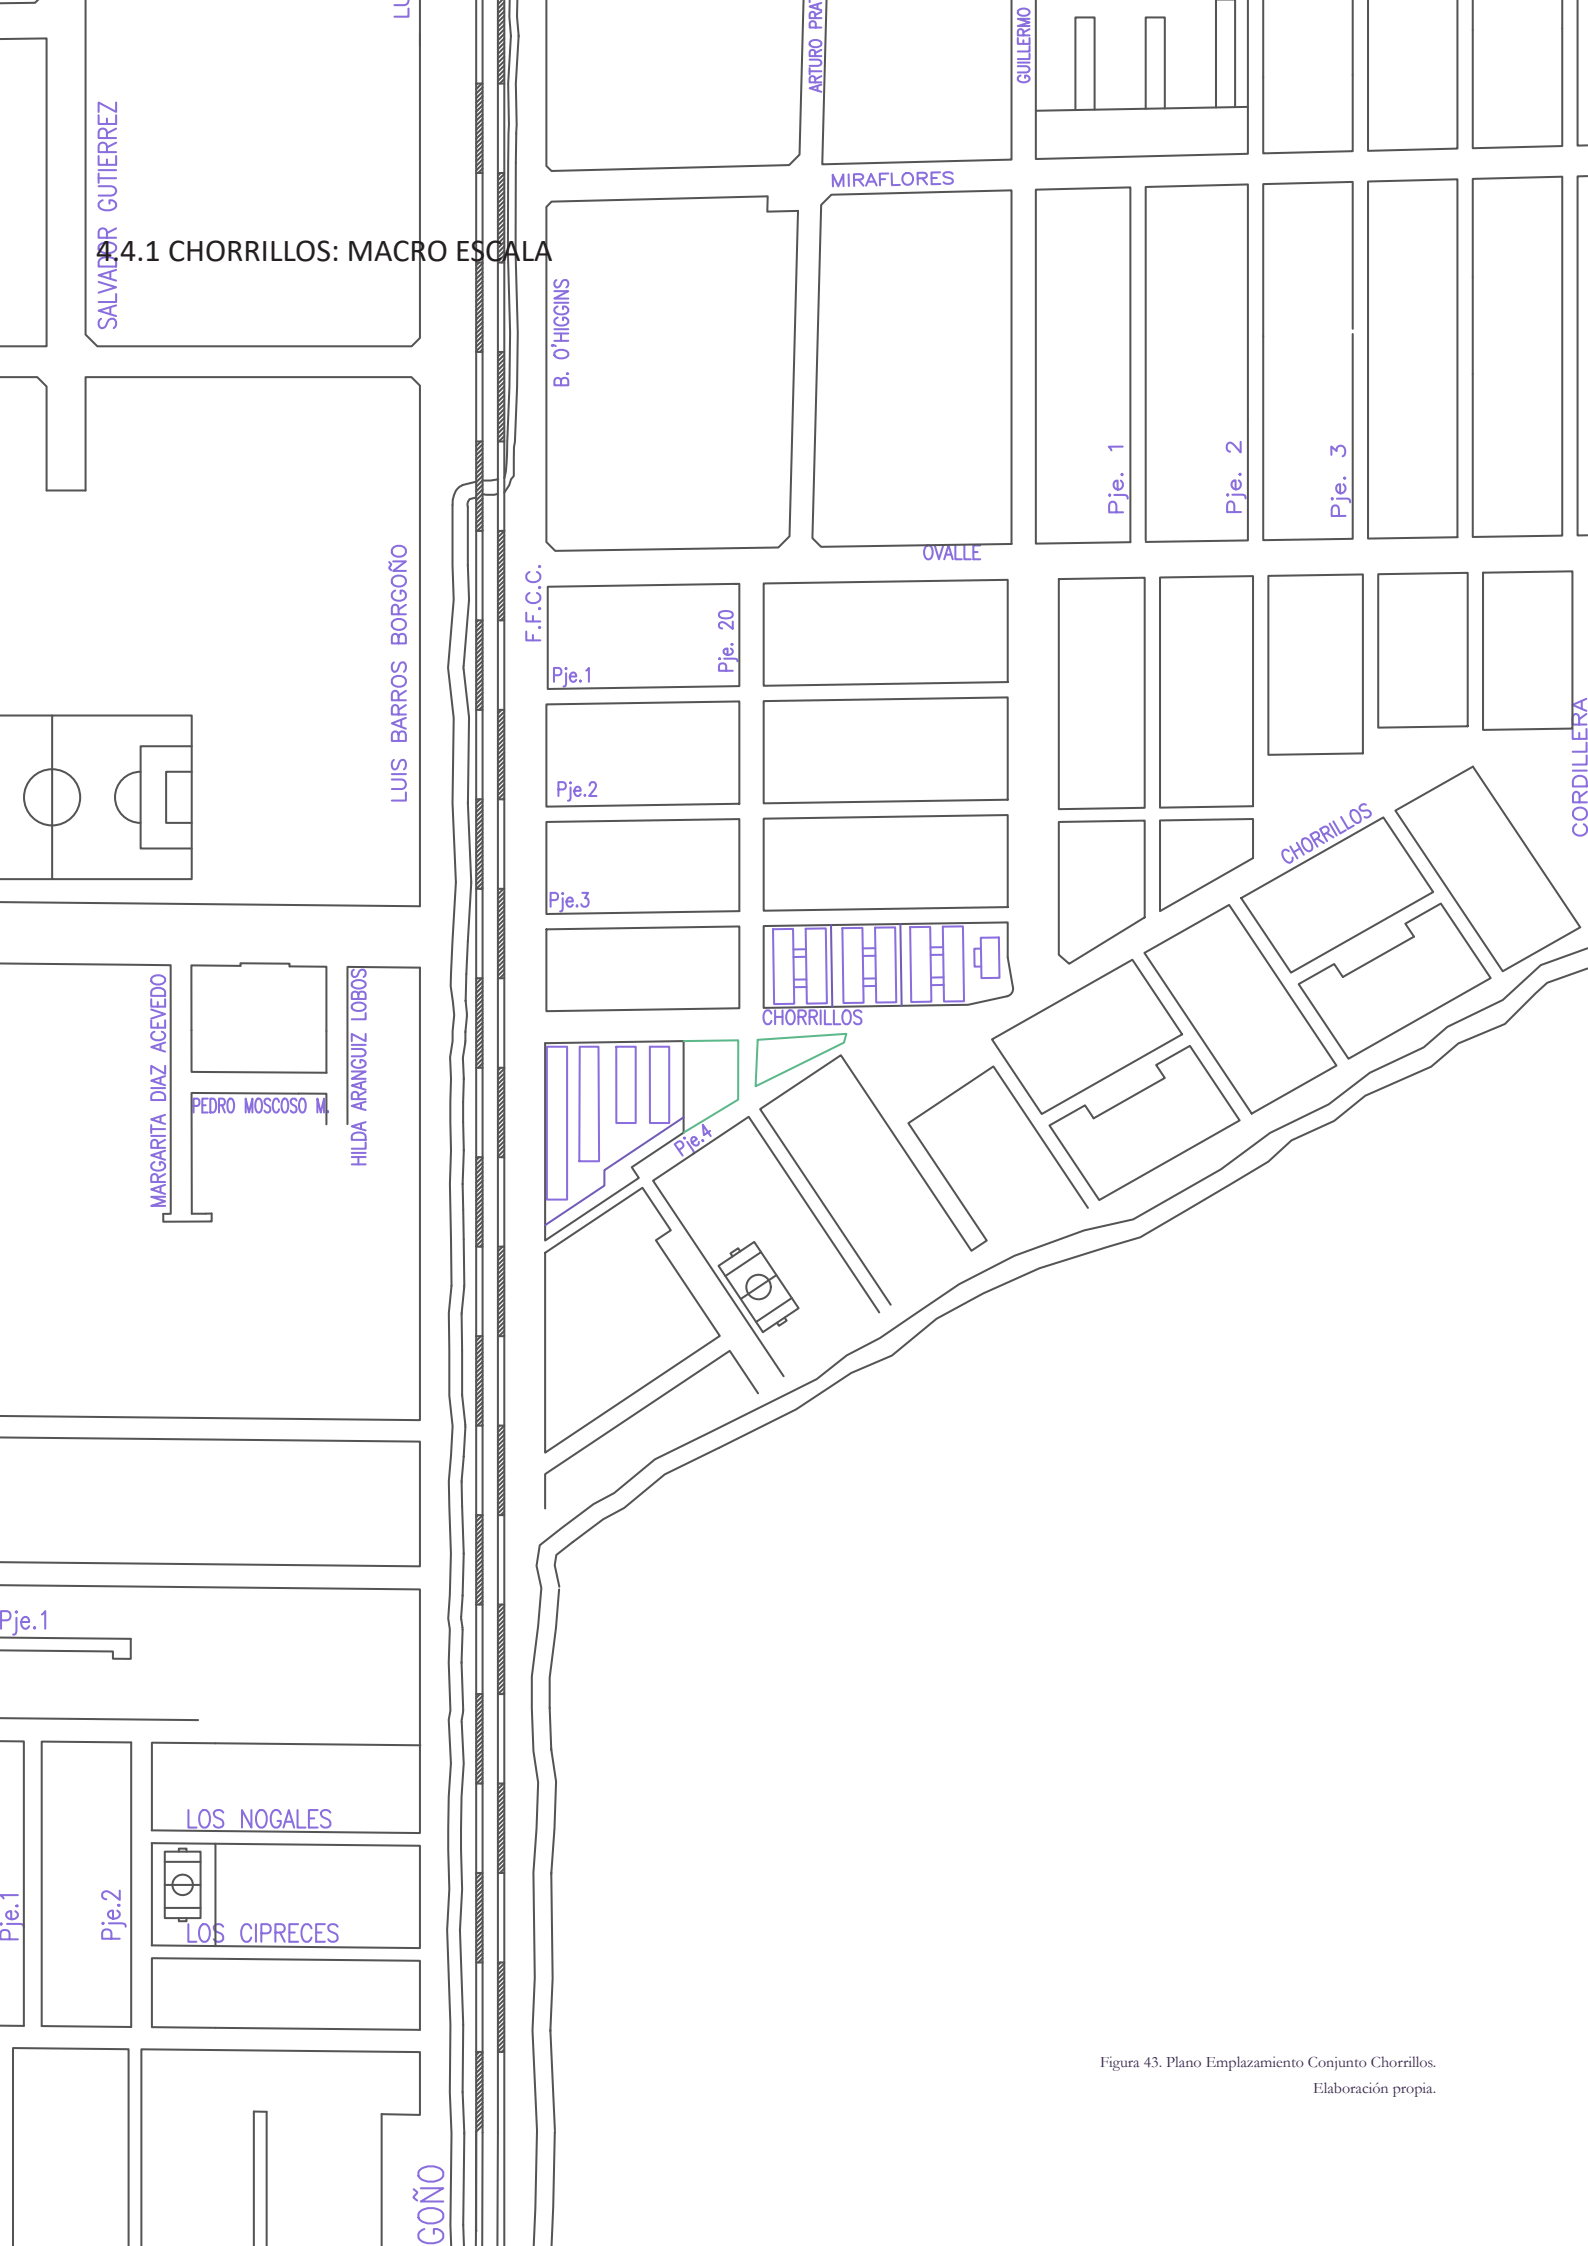 LU
ARTURO PRAT
GUILLERMO
SALVADOR GUTIERREZ
MIRAFLORES
4.4.1 CHORRILLOS: MACRO ESCALA
B. O'HIGGINS
Pje. 1
Pje. 2
Pje. 3
OVALLE
LUIS BARROS BORGOÑO
F.F.C.C.
Pje. 20
Pje.1
CORDILLERA
Pje.2
CHORRILLOS
Pje.3
MARGARITA DIAZ ACEVEDO
HILDA ARANGUIZ LOBOS
CHORRILLOS
PEDRO MOSCOSO M.
Pje.4
Pje.1
LOS NOGALES
Pje.1
Pje.2
LOS CIPRECES
Figura 43. Plano Emplazamiento Conjunto Chorrillos.
Elaboración propia.
GOÑO